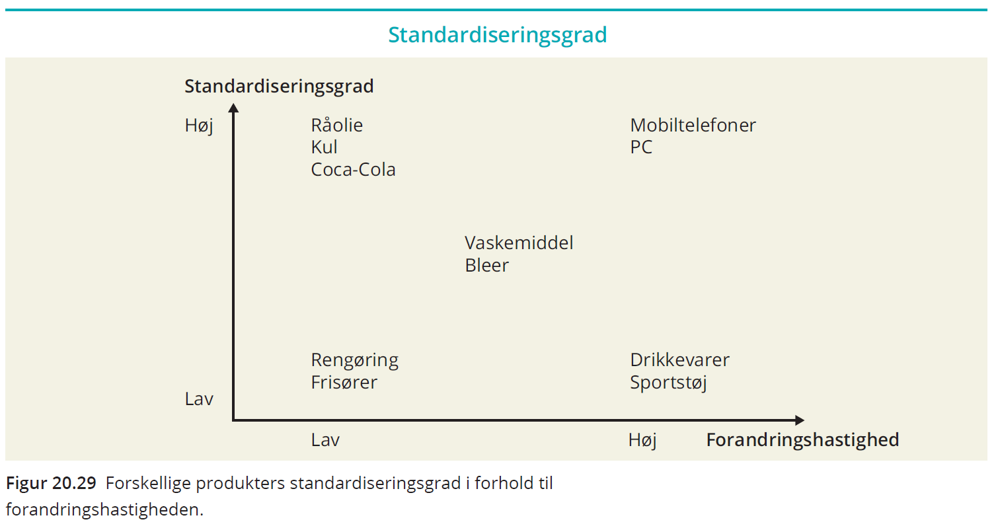 Standardiseringsgrad
Standardiseringsgrad
Høj
Råolie
Kul
Coca-Cola
Mobiltelefoner
PC
Vaskemiddel
Bleer
Rengøring
Frisører
Drikkevarer
Sportstøj
Lav
Lav
Høj
Forandringshastighed
Figur 20.29 Forskellige produkters standardiseringsgrad i forhold til
forandringshastigheden.